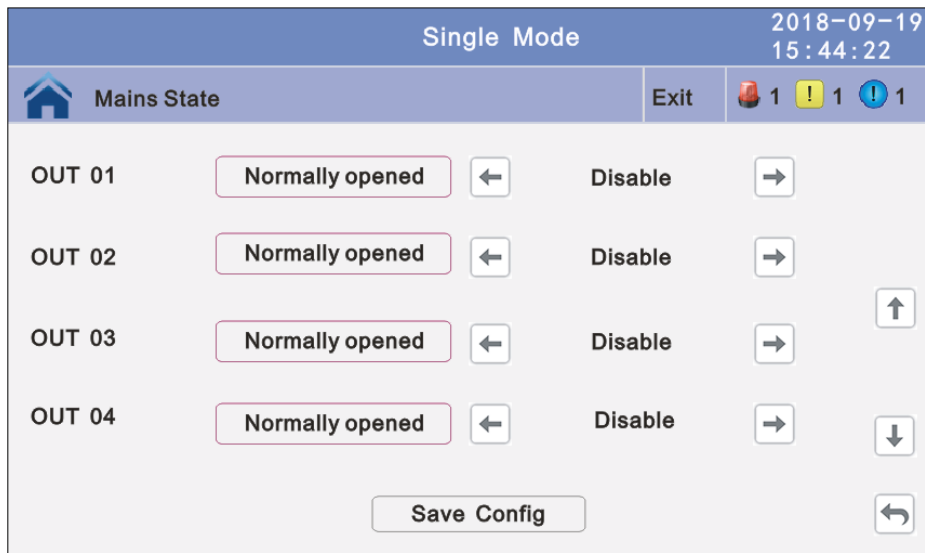 Single Mode
2018-09-19
15:44:22
Mains State Exit 1 ! 1 ! 1
OUT 01 Normally opened Disable
OUT 02 Normally opened Disable
OUT 03 Normally opened Disable
OUT 04 Normally opened Disable
Save Config